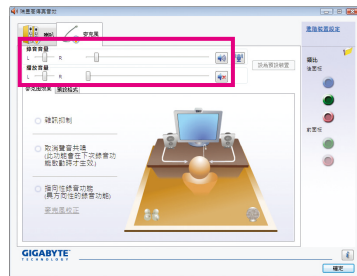 瑞昱音效管理員
喇叭
麥克風
進階裝置設定
錄音音量
L
R
設為預設裝置
播放音量
L
R
麥克風效果
預設格式
類比
後面板
前面板
雜訊抑制
取消聲音共鳴
(此功能會在下次錄音功
能啟動時才生效)
指向性錄音功能
(具方向性的錄音功能)
麥克風校正
GIGABYTE
TECHNOLOGY
i
確定